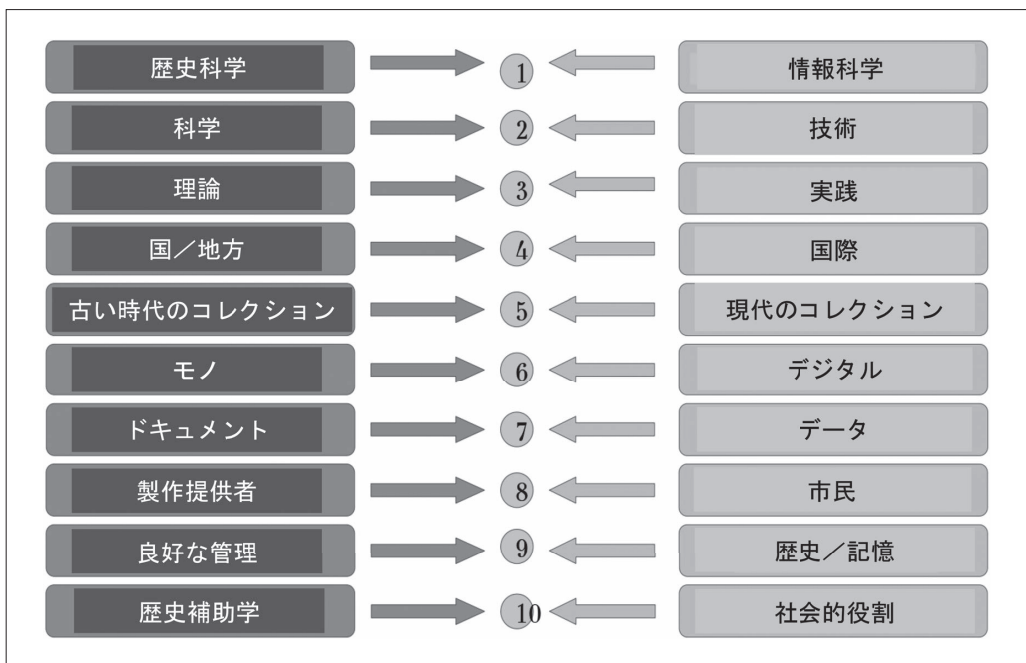 歴史科学 1 情報科学
科学 2 技術
理論 3 実践
国／地方 4 国際
古い時代のコレクション 5 現代のコレクション
モノ 6 デジタル
ドキュメント 7 データ
製作提供者 8 市民
良好な管理 9 歴史／記憶
歴史補助学 10 社会的役割